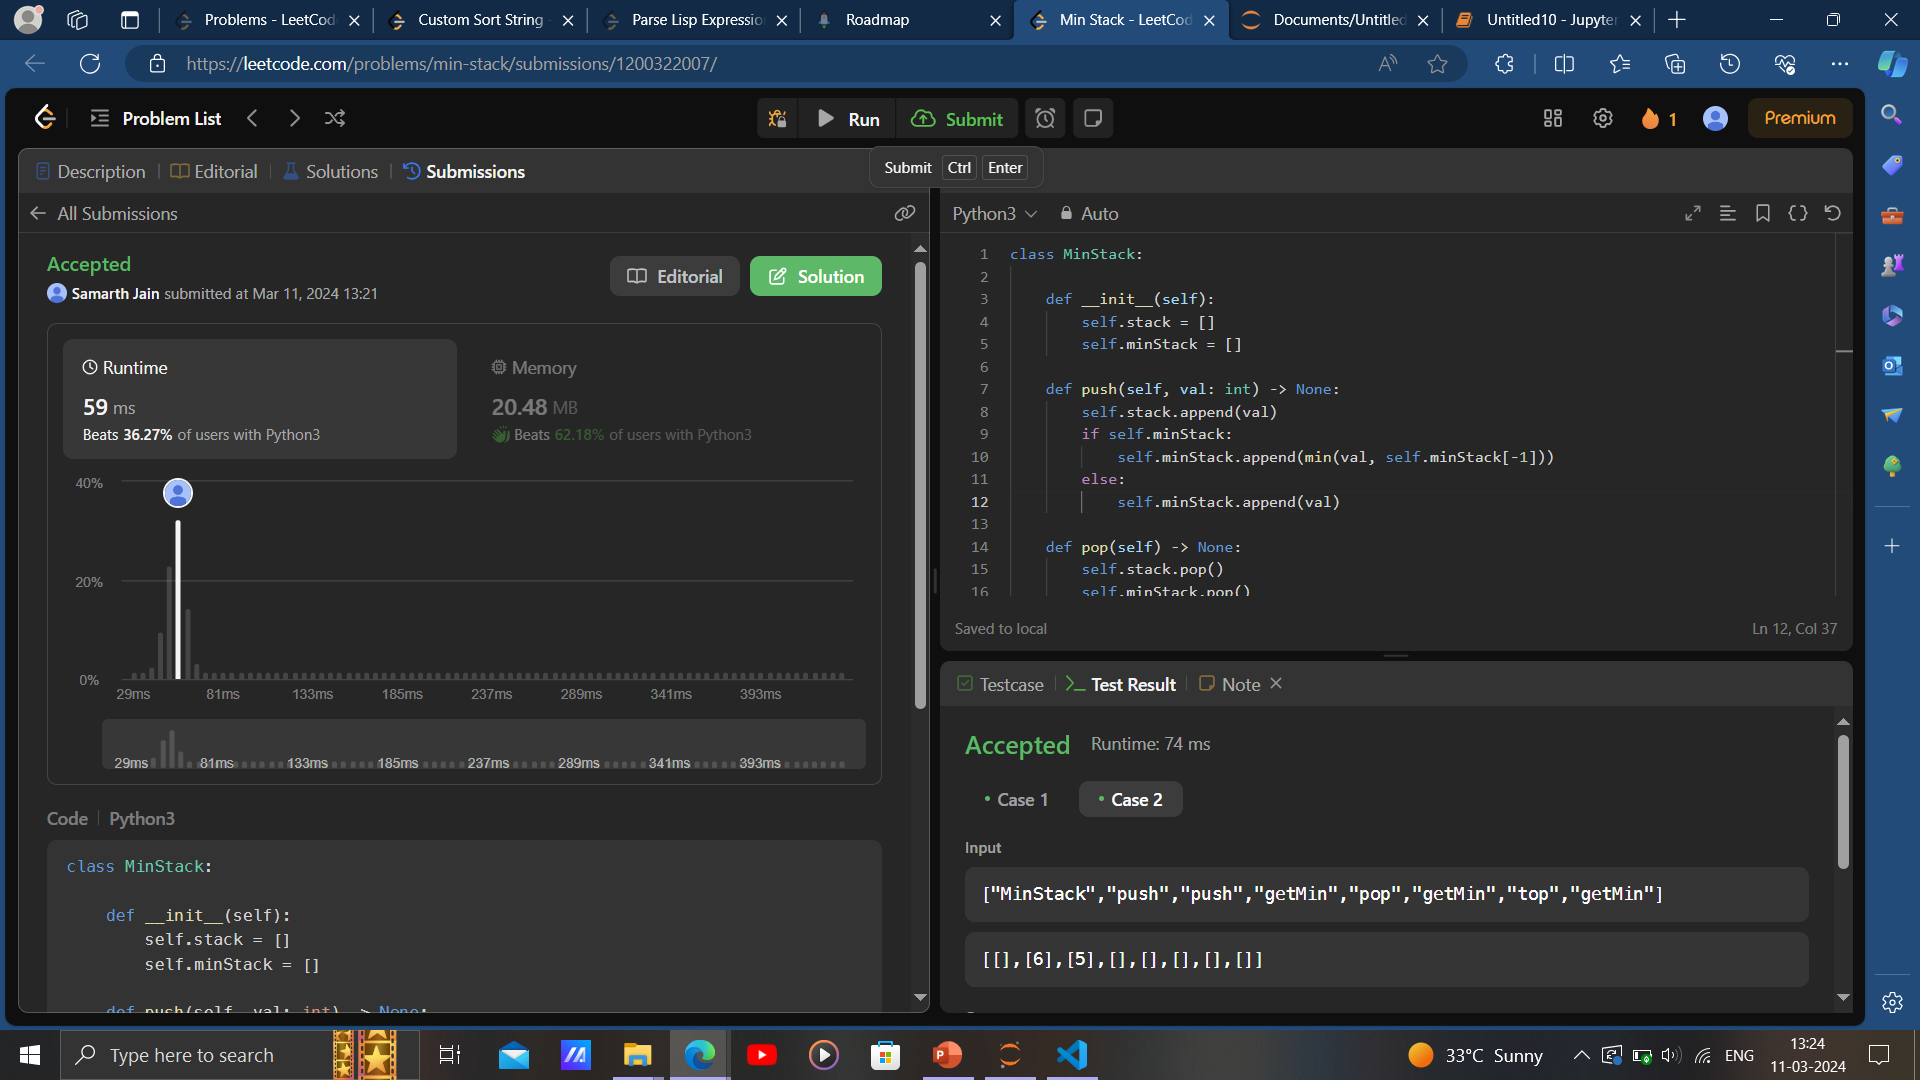 Problems - LeetCode
Custom Sort String -
Parse Lisp Expressio
Roadmap
Min Stack - LeetCod
Documents/Untitled
Untitled10 - Jupyter
https://leetcode.com/problems/min-stack/submissions/1200322007/
Problem List
Run
Submit
1
Premium
Submit Ctrl Enter
Description
Editorial
Solutions
Submissions
All Submissions
Accepted
Samarth Jain submitted at Mar 11, 2024 13:21
Editorial
Solution
Runtime
59 ms
Beats 36.27% of users with Python3
Memory
20.48 MB
Beats 62.18% of users with Python3
40%
20%
0%
29ms 81ms 133ms 185ms 237ms 289ms 341ms 393ms
29ms 81ms 133ms 185ms 237ms 289ms 341ms 393ms
Code | Python3
class MinStack:
def __init__(self):
self.stack = []
self.minStack = []
def push(self, val: int) -> None:
Python3
Auto
1 class MinStack:
2
3 def __init__(self):
4 self.stack = []
5 self.minStack = []
6
7 def push(self, val: int) -> None:
8 self.stack.append(val)
9 if self.minStack:
10 self.minStack.append(min(val, self.minStack[-1]))
11 else:
12 self.minStack.append(val)
13
14 def pop(self) -> None:
15 self.stack.pop()
16 self.minStack.pop()
Saved to local
Ln 12, Col 37
Testcase
Test Result
Note
Accepted Runtime: 74 ms
• Case 1
• Case 2
Input
["MinStack","push","push","getMin","pop","getMin","top","getMin"]
[[],[6],[5],[],[],[],[],[]]
Type here to search
33°C Sunny
ENG
13:24
11-03-2024